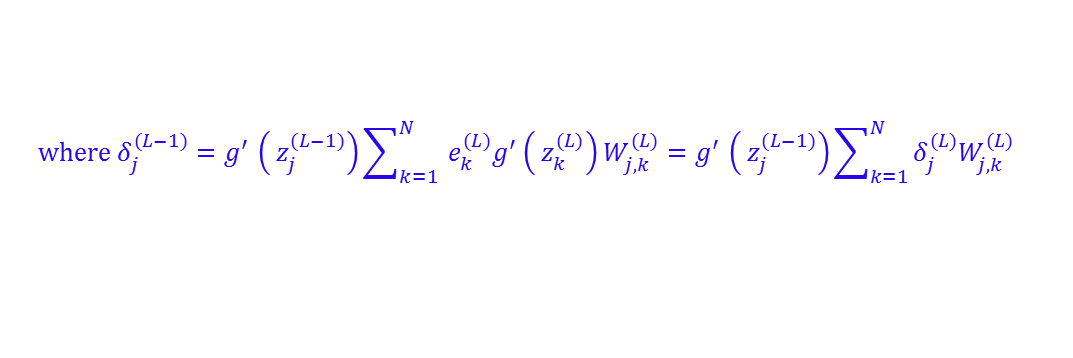 where δ_j^(L−1) = g′ (z_j^(L−1)) ∑_{k=1}^N e_k^(L) g′ (z_k^(L)) W_{j,k}^(L) = g′ (z_j^(L−1)) ∑_{k=1}^N δ_j^(L) W_{j,k}^(L)